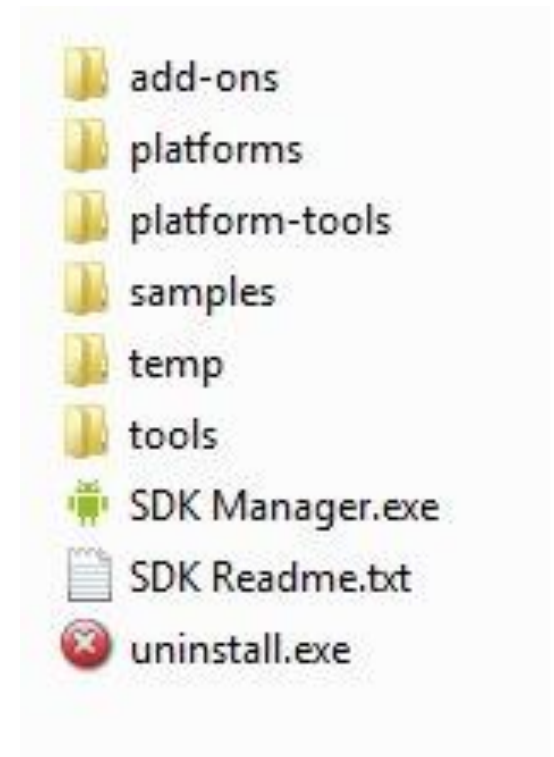 add-ons
platforms
platform-tools
samples
temp
tools
SDK Manager.exe
SDK Readme.txt
uninstall.exe